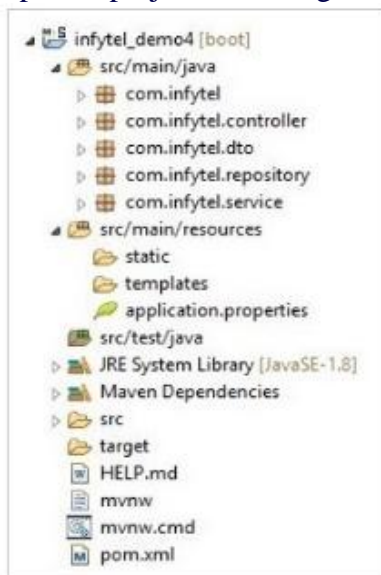 infytel_demo4 [boot]
src/main/java
com.infytel
com.infytel.controller
com.infytel.dto
com.infytel.repository
com.infytel.service
src/main/resources
static
templates
application.properties
src/test/java
JRE System Library [JavaSE-1.8]
Maven Dependencies
src
target
HELP.md
mvnw
mvnw.cmd
pom.xml